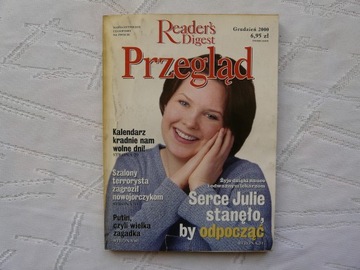 Reader's
Digest
Grudzień 2000
6,95 zł
Przegląd
Kalendarz
kradnie nam
wolne dni!
Szalony
terrorysta
zagroził
nowojorczykom
Putin,
czyli wielka
zagadka
Serce Julie
stanęło,
by odpocząć